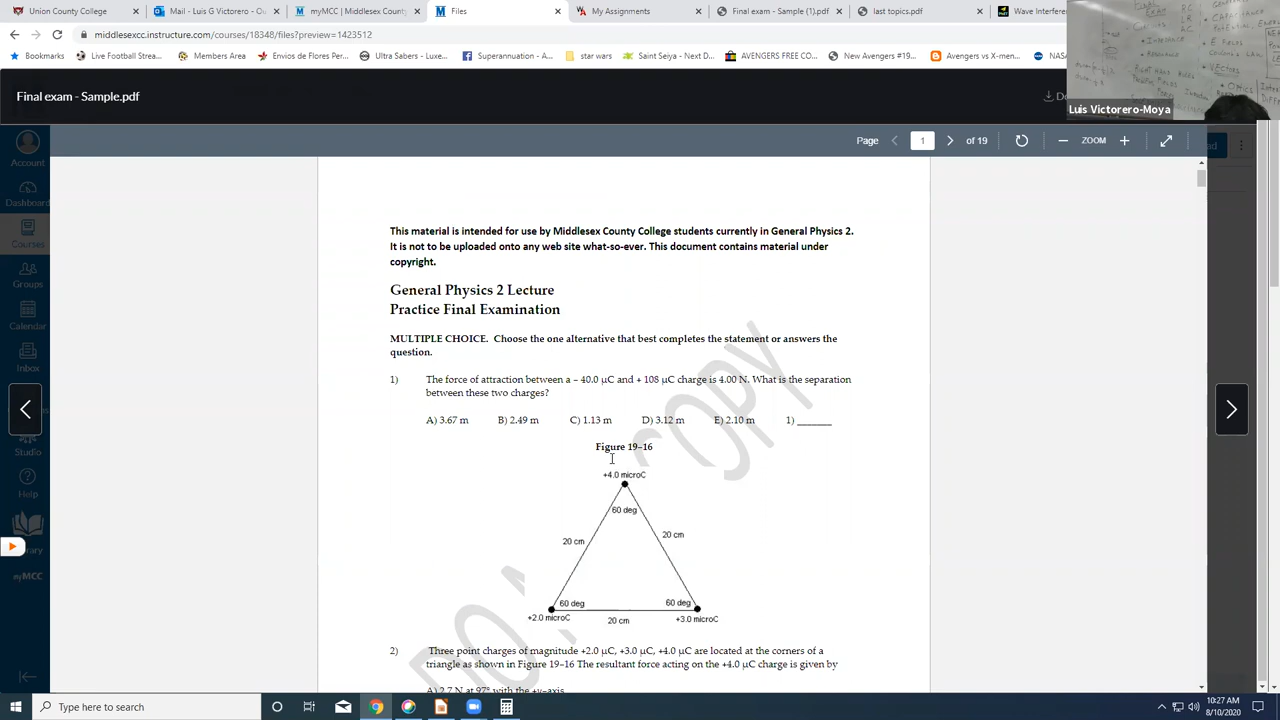 Union County College
Mail - Luis G Victorero - O
myMCC | Middlesex County
Files
My Assignments
Final exam - Sample (1).pdf
Last topics.pdf
Wave Interfere
middlesexcc.instructure.com/courses/18348/files?preview=1423512
Bookmarks
Live Football Strea
Members Area
Envios de Flores Per
Ultra Sabers - Luxe
Superannuation - A
star wars
Saint Seiya - Next D
AVENGERS FREE CO
New Avengers #19
Avengers vs X-men
NASA
Final exam - Sample.pdf
Luis Victorero-Moya
Page 1 of 19
ZOOM
Account
Dashboard
Courses
Groups
Calendar
Inbox
Studio
Help
myMCC
This material is intended for use by Middlesex County College students currently in General Physics 2.
It is not to be uploaded onto any web site what-so-ever. This document contains material under
copyright.
General Physics 2 Lecture
Practice Final Examination
MULTIPLE CHOICE. Choose the one alternative that best completes the statement or answers the
question.
1) The force of attraction between a - 40.0 μC and + 108 μC charge is 4.00 N. What is the separation
between these two charges?
A) 3.67 m B) 2.49 m C) 1.13 m D) 3.12 m E) 2.10 m 1) _______
Figure 19-16
+4.0 microC
60 deg
20 cm
20 cm
60 deg
60 deg
+2.0 microC
20 cm
+3.0 microC
2) Three point charges of magnitude +2.0 μC, +3.0 μC, +4.0 μC are located at the corners of a
triangle as shown in Figure 19-16 The resultant force acting on the +4.0 μC charge is given by
A) 2.7 N at 97° with the +y-axis.
COPY
Type here to search
10:27 AM
8/10/2020